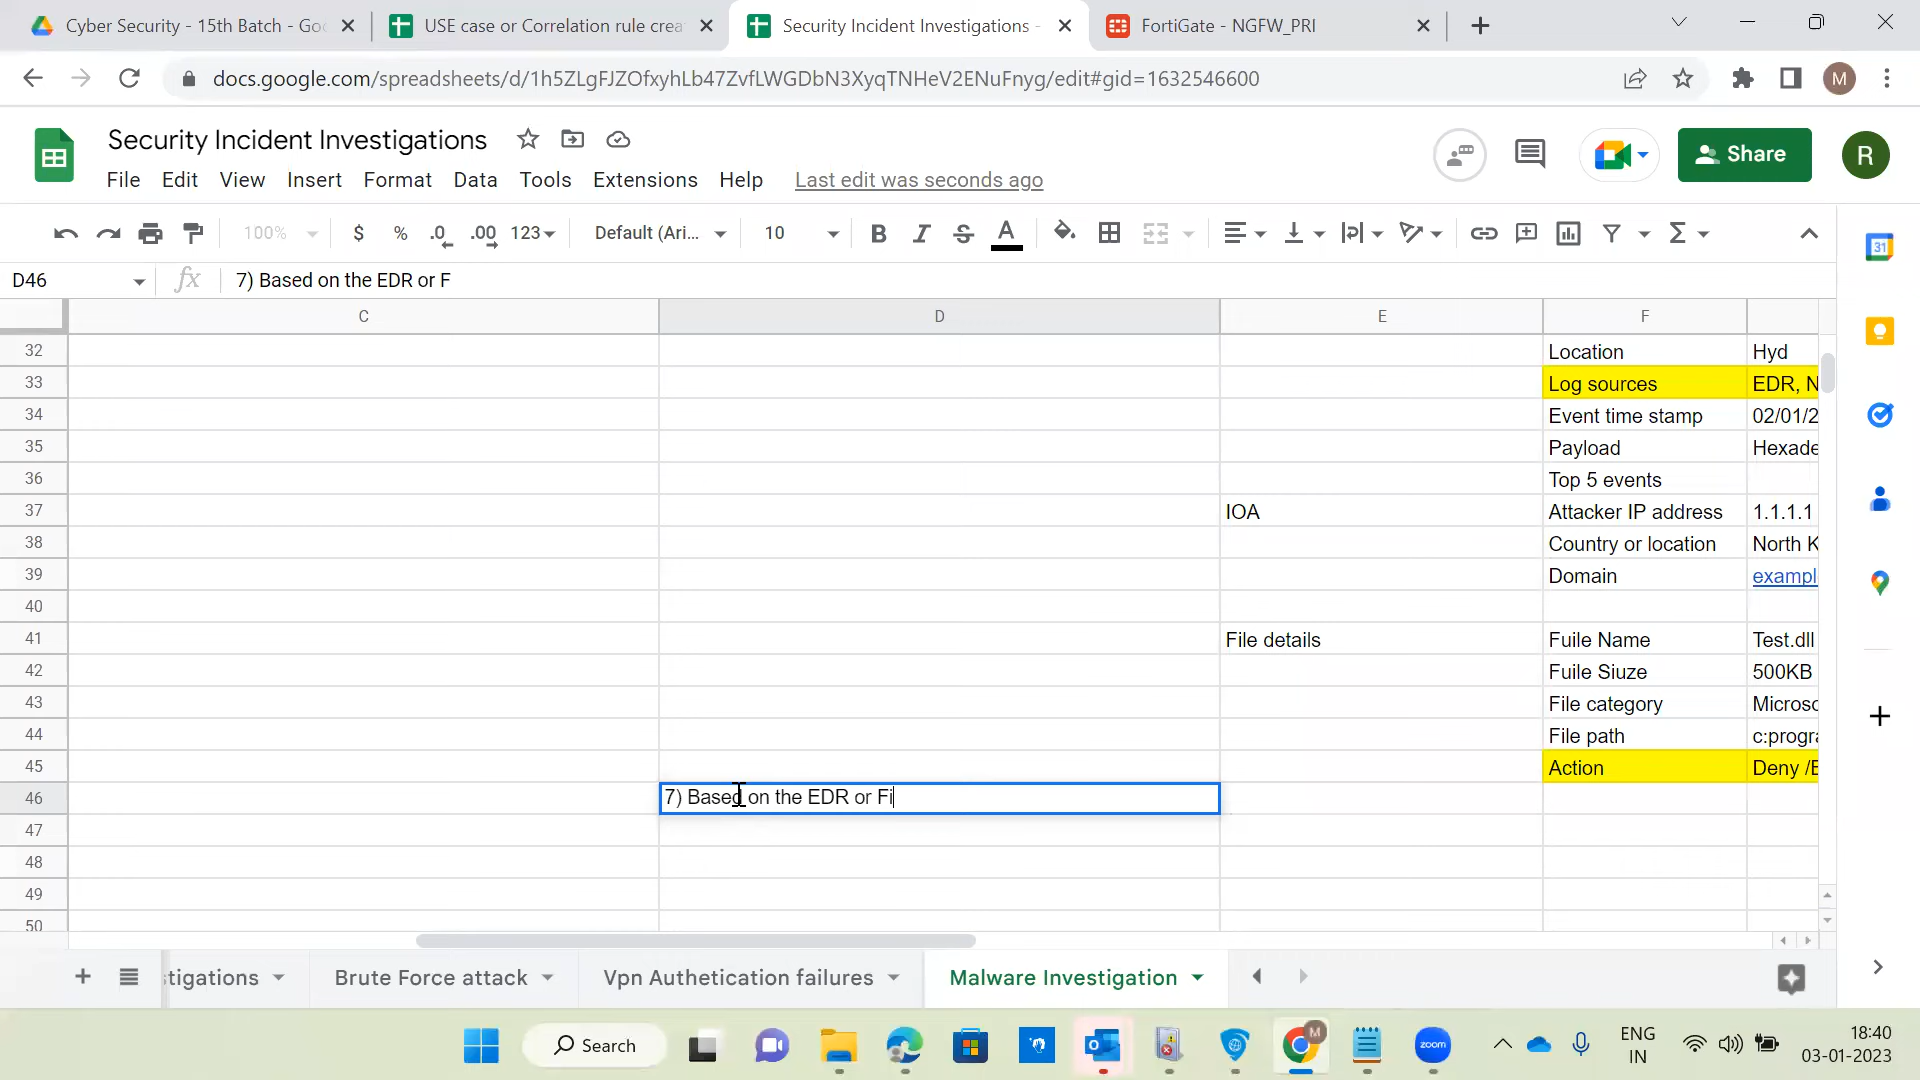 Cyber Security - 15th Batch - Goo
USE case or Correlation rule crea
Security Incident Investigations -
FortiGate - NGFW_PRI
docs.google.com/spreadsheets/d/1h5ZLgFJZOfxyhLb47ZvfLWGDbN3XyqTNHeV2ENuFnyg/edit#gid=1632546600
M
Security Incident Investigations
Share
R
File Edit View Insert Format Data Tools Extensions Help Last edit was seconds ago
100% $ % .0 .00 123 Default (Ari... 10 B I S A
31
D46 fx 7) Based on the EDR or F
C D E F
32 Location Hyd
33 Log sources EDR, N
34 Event time stamp 02/01/2
35 Payload Hexade
36 Top 5 events
37 IOA Attacker IP address 1.1.1.1
38 Country or location North K
39 Domain exampl
40
41 File details Fuile Name Test.dll
42 Fuile Siuze 500KB
43 File category Microso
44 File path c:progra
45 Action Deny /E
46 7) Based on the EDR or Fi
47
48
49
50
tigations Brute Force attack Vpn Authetication failures Malware Investigation
Search
M
zoom
ENG
IN
18:40
03-01-2023